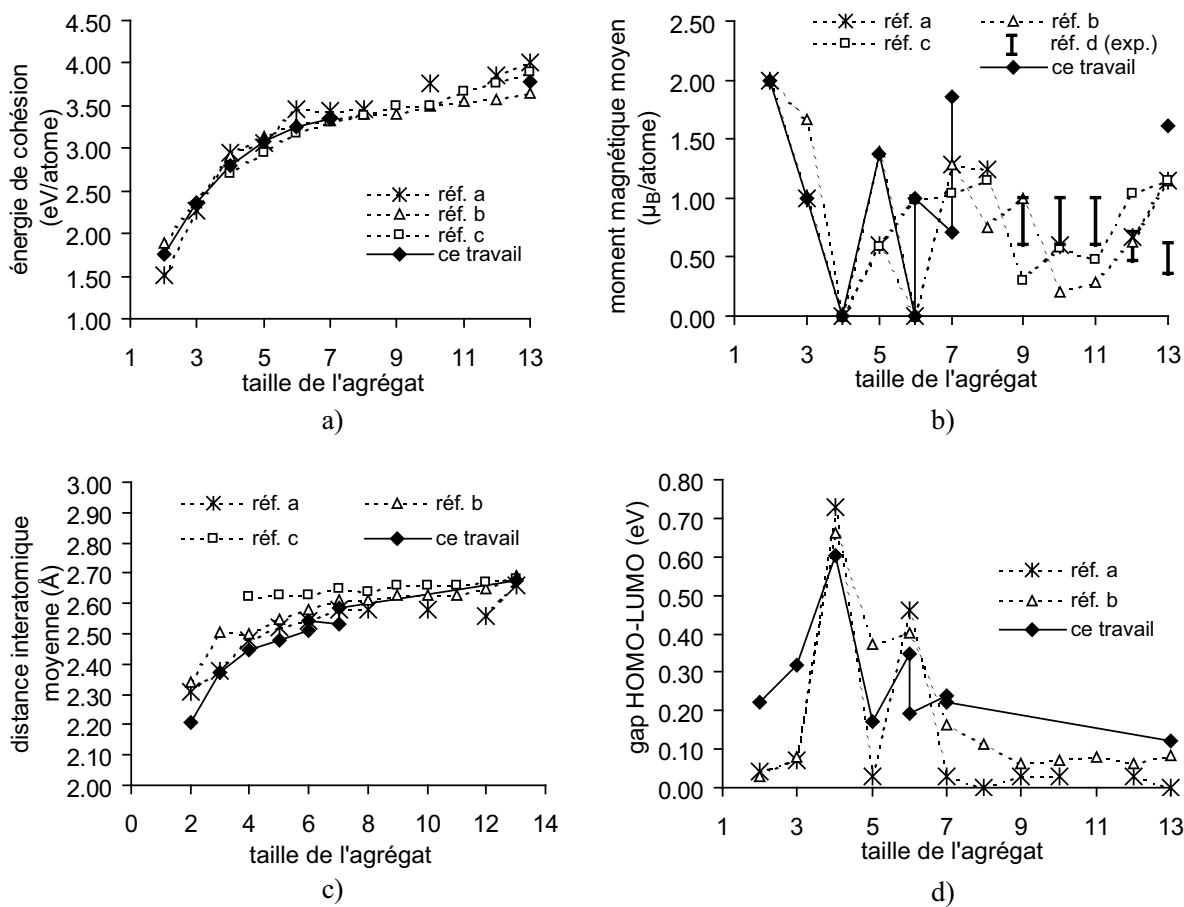 énergie de cohésion
(eV/atome)
4.50
4.00
3.50
3.00
2.50
2.00
1.50
1.00
1 3 5 7 9 11 13
taille de l'agrégat
réf. a
réf. b
réf. c
ce travail
a)
moment magnétique moyen
(μB/atome)
2.50
2.00
1.50
1.00
0.50
0.00
1 3 5 7 9 11 13
taille de l'agrégat
réf. a
réf. b
réf. c
réf. d (exp.)
ce travail
b)
distance interatomique
moyenne (Å)
3.00
2.90
2.80
2.70
2.60
2.50
2.40
2.30
2.20
2.10
2.00
0 2 4 6 8 10 12 14
taille de l'agrégat
réf. a
réf. b
réf. c
ce travail
c)
gap HOMO-LUMO (eV)
0.80
0.70
0.60
0.50
0.40
0.30
0.20
0.10
0.00
1 3 5 7 9 11 13
taille de l'agrégat
réf. a
réf. b
ce travail
d)